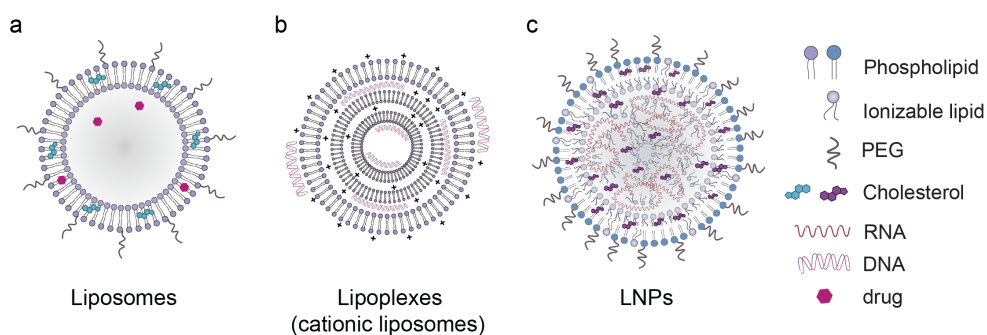 a
b
c
Phospholipid
Ionizable lipid
PEG
Cholesterol
RNA
DNA
drug
Liposomes
Lipoplexes
(cationic liposomes)
LNPs